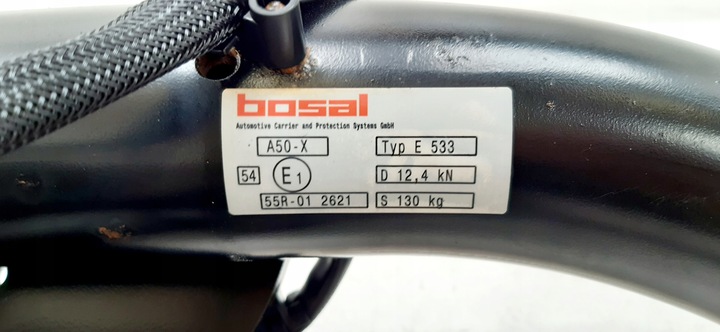 bosal
Automotive Carrier and Protection Systems GmbH
A50-X
Typ E 533
54 E1
D 12,4 kN
55R-01 2621
S 130 kg